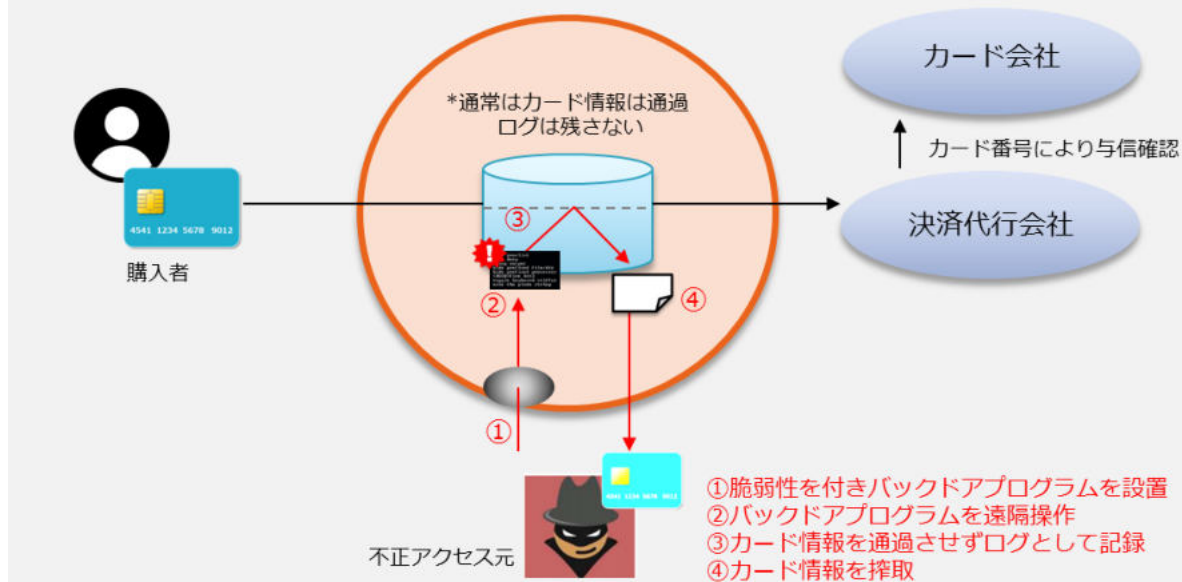 カード会社
*通常はカード情報は通過
ログは残さない
カード番号により与信確認
4541 1234 5678 9012
③
決済代行会社
購入者
!
②
④
①
4541 1234 5678 9012
不正アクセス元
①脆弱性を付きバックドアプログラムを設置
②バックドアプログラムを遠隔操作
③カード情報を通過させずログとして記録
④カード情報を搾取